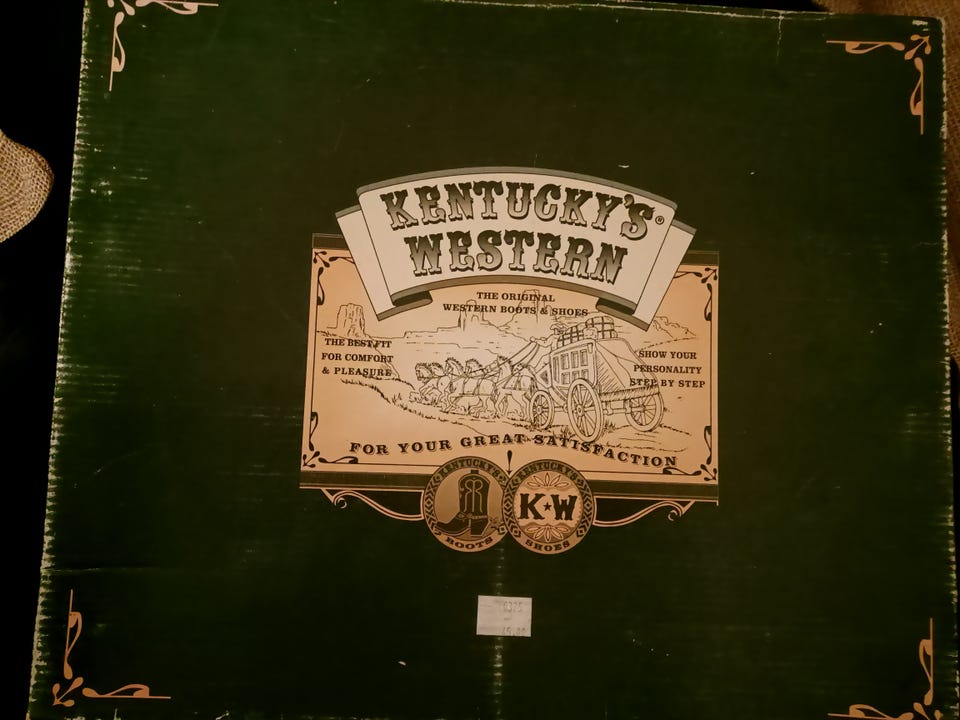 KENTUCKY'S®
WESTERN
THE ORIGINAL
WESTERN BOOTS & SHOES
THE BEST FIT
FOR COMFORT
& PLEASURE
SHOW YOUR
PERSONALITY
STEP BY STEP
FOR YOUR GREAT SATISFACTION
KENTUCKY'S
BOOTS
KENTUCKY'S
K★W
SHOES